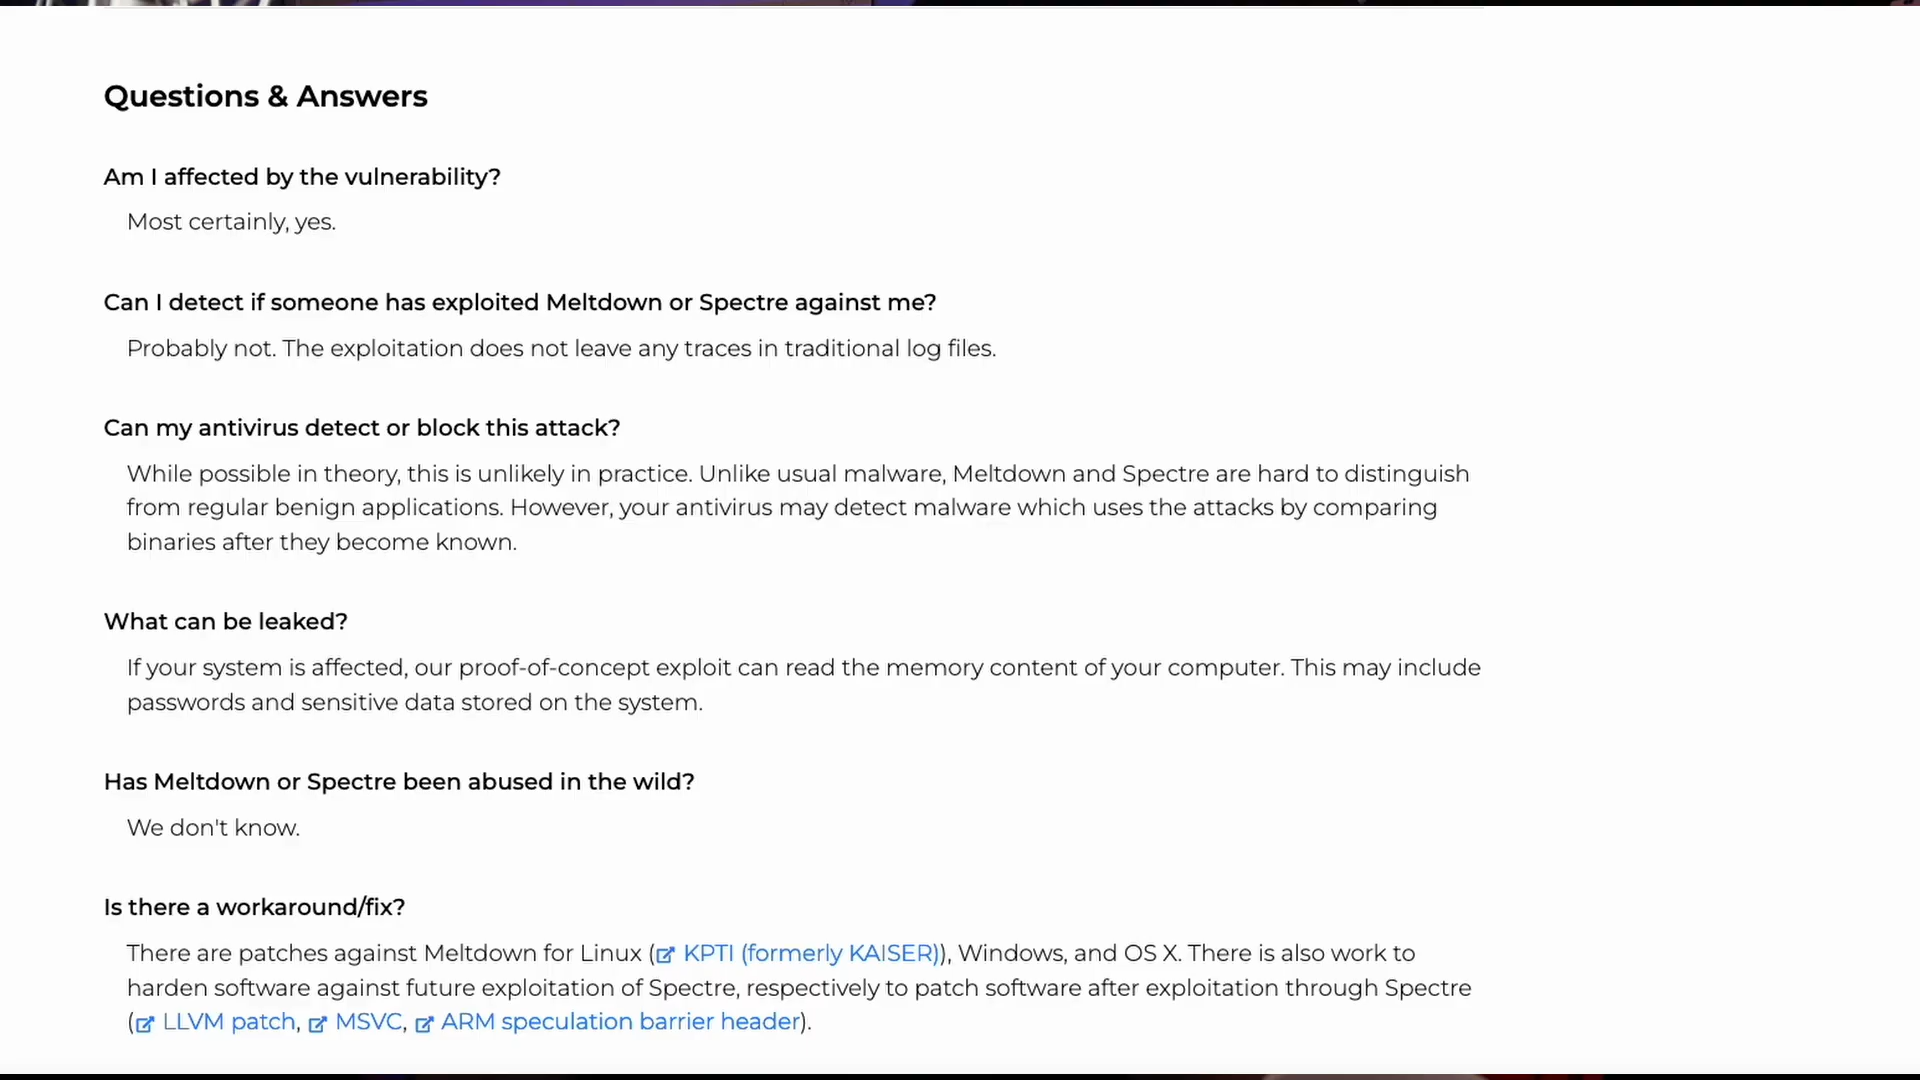 Questions & Answers
Am I affected by the vulnerability?
Most certainly, yes.
Can I detect if someone has exploited Meltdown or Spectre against me?
Probably not. The exploitation does not leave any traces in traditional log files.
Can my antivirus detect or block this attack?
While possible in theory, this is unlikely in practice. Unlike usual malware, Meltdown and Spectre are hard to distinguish
from regular benign applications. However, your antivirus may detect malware which uses the attacks by comparing
binaries after they become known.
What can be leaked?
If your system is affected, our proof-of-concept exploit can read the memory content of your computer. This may include
passwords and sensitive data stored on the system.
Has Meltdown or Spectre been abused in the wild?
We don't know.
Is there a workaround/fix?
There are patches against Meltdown for Linux ( KPTI (formerly KAISER)), Windows, and OS X. There is also work to
harden software against future exploitation of Spectre, respectively to patch software after exploitation through Spectre
( LLVM patch, MSVC, ARM speculation barrier header).